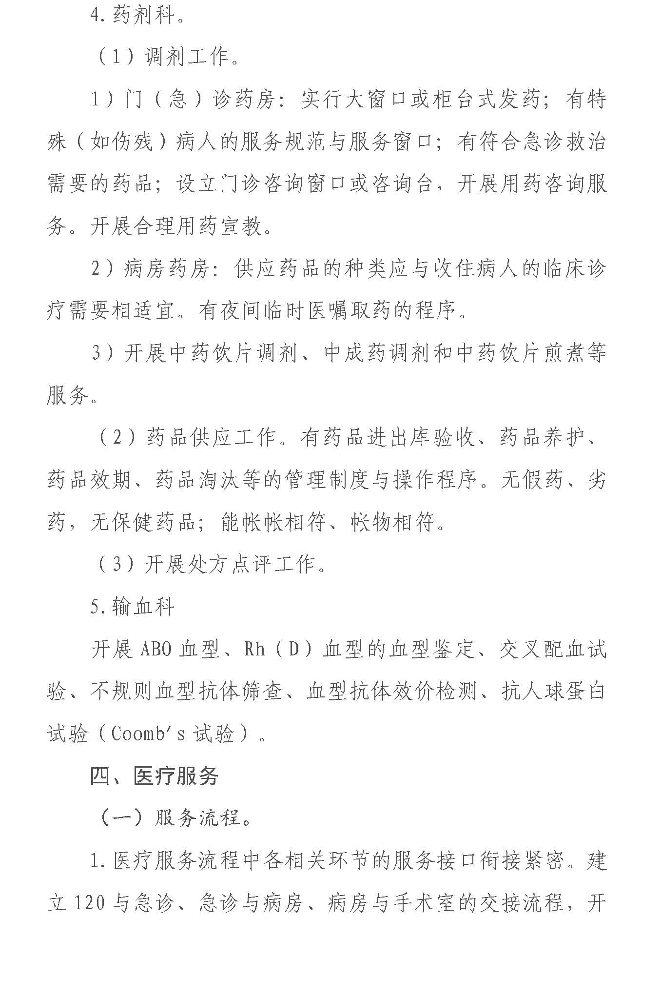 4.药剂科。
（1）调剂工作。
1）门（急）诊药房：实行大窗口或柜台式发药；有特
殊（如伤残）病人的服务规范与服务窗口；有符合急诊救治
需要的药品；设立门诊咨询窗口或咨询台，开展用药咨询服
务。开展合理用药宣教。
2）病房药房：供应药品的种类应与收住病人的临床诊
疗需要相适宜。有夜间临时医嘱取药的程序。
3）开展中药饮片调剂、中成药调剂和中药饮片煎煮等
服务。
（2）药品供应工作。有药品进出库验收、药品养护、
药品效期、药品淘汰等的管理制度与操作程序。无假药、劣
药，无保健药品；能帐帐相符、帐物相符。
（3）开展处方点评工作。
5.输血科
开展 ABO 血型、Rh（D）血型的血型鉴定、交叉配血试
验、不规则血型抗体筛查、血型抗体效价检测、抗人球蛋白
试验（Coomb's 试验）。
四、医疗服务
（一）服务流程。
1.医疗服务流程中各相关环节的服务接口衔接紧密。建
立 120 与急诊、急诊与病房、病房与手术室的交接流程，开